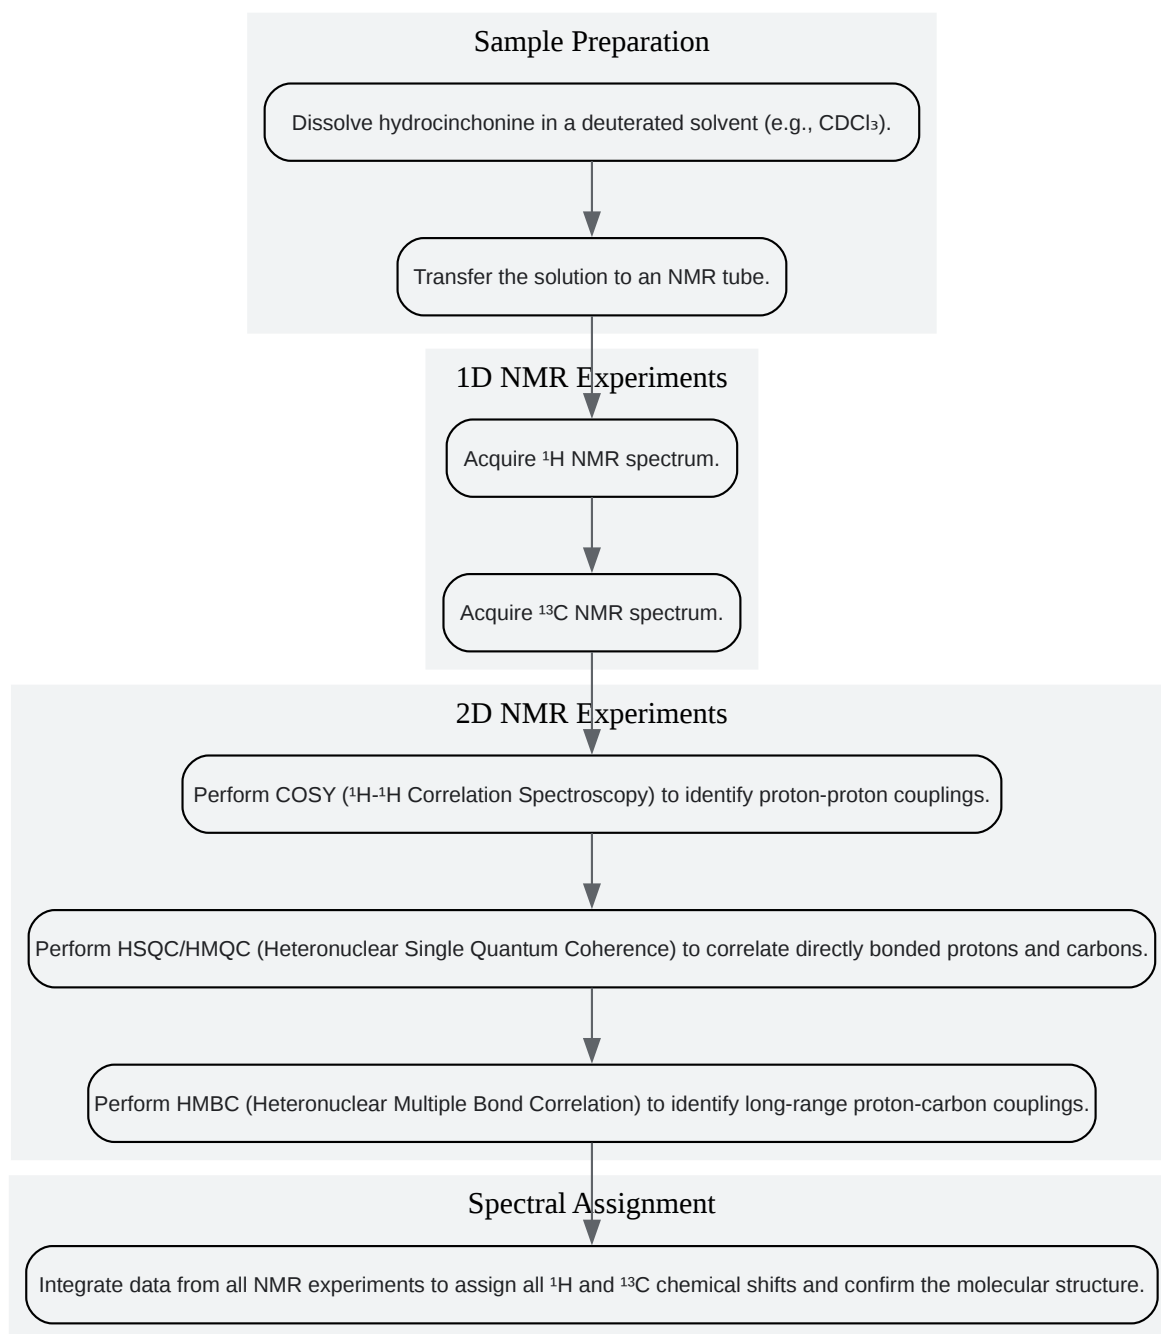 Sample Preparation
Dissolve hydrocinchonine in a deuterated solvent (e.g., CDCl₃).
Transfer the solution to an NMR tube.
1D NMR Experiments
Acquire ¹H NMR spectrum.
Acquire ¹³C NMR spectrum.
2D NMR Experiments
Perform COSY (¹H-¹H Correlation Spectroscopy) to identify proton-proton couplings.
Perform HSQC/HMQC (Heteronuclear Single Quantum Coherence) to correlate directly bonded protons and carbons.
Perform HMBC (Heteronuclear Multiple Bond Correlation) to identify long-range proton-carbon couplings.
Spectral Assignment
Integrate data from all NMR experiments to assign all ¹H and ¹³C chemical shifts and confirm the molecular structure.